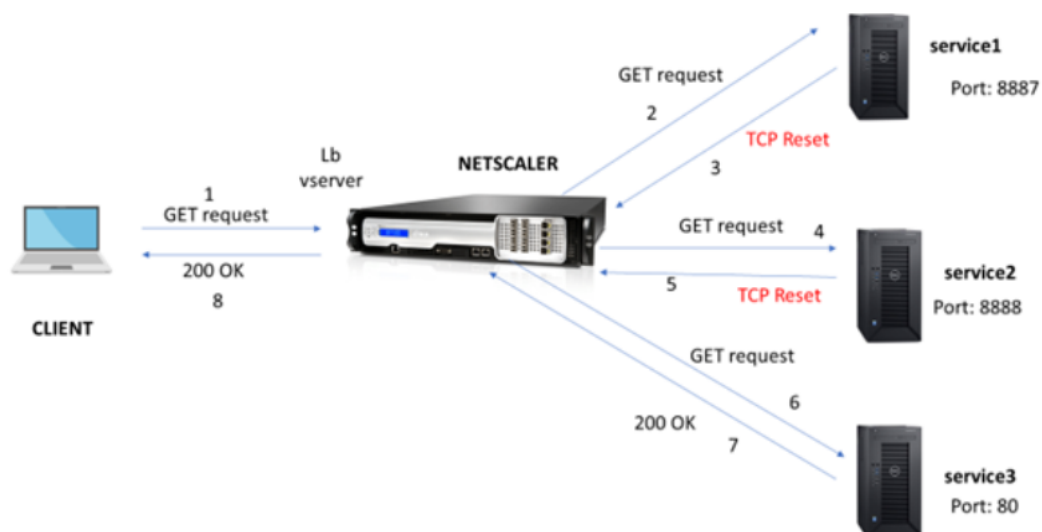 service1
Port: 8887
GET request
2
TCP Reset
3
Lb
vserver
NETSCALER
1
GET request
200 OK
8
CLIENT
GET request
4
5
TCP Reset
service2
Port: 8888
GET request
6
200 OK
7
service3
Port: 80